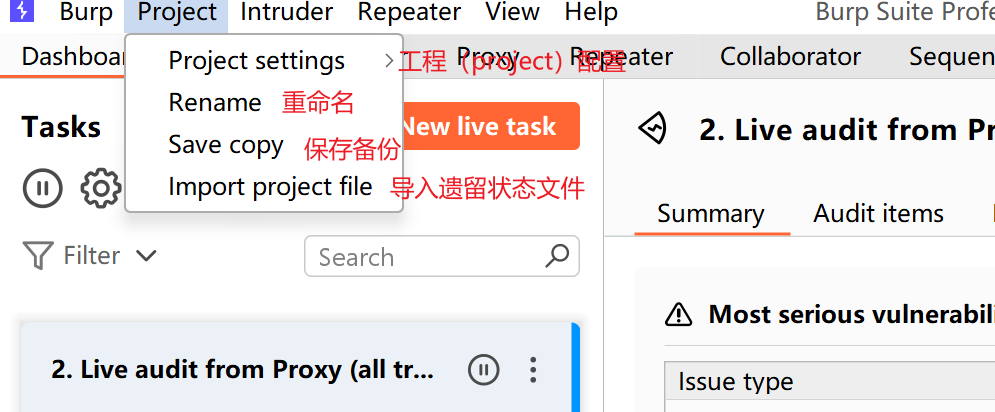 Burp Project Intruder Repeater View Help Burp Suite Profe
Dashboar Proxy Repeater Collaborator Sequen
Project settings 工程（project）配置
Rename 重命名
Save copy 保存备份
Import project file 导入遗留状态文件
Tasks
New live task
Filter
Search
2. Live audit from Proxy (all tr...
2. Live audit from Pr
Summary Audit items
Most serious vulnerabili
Issue type